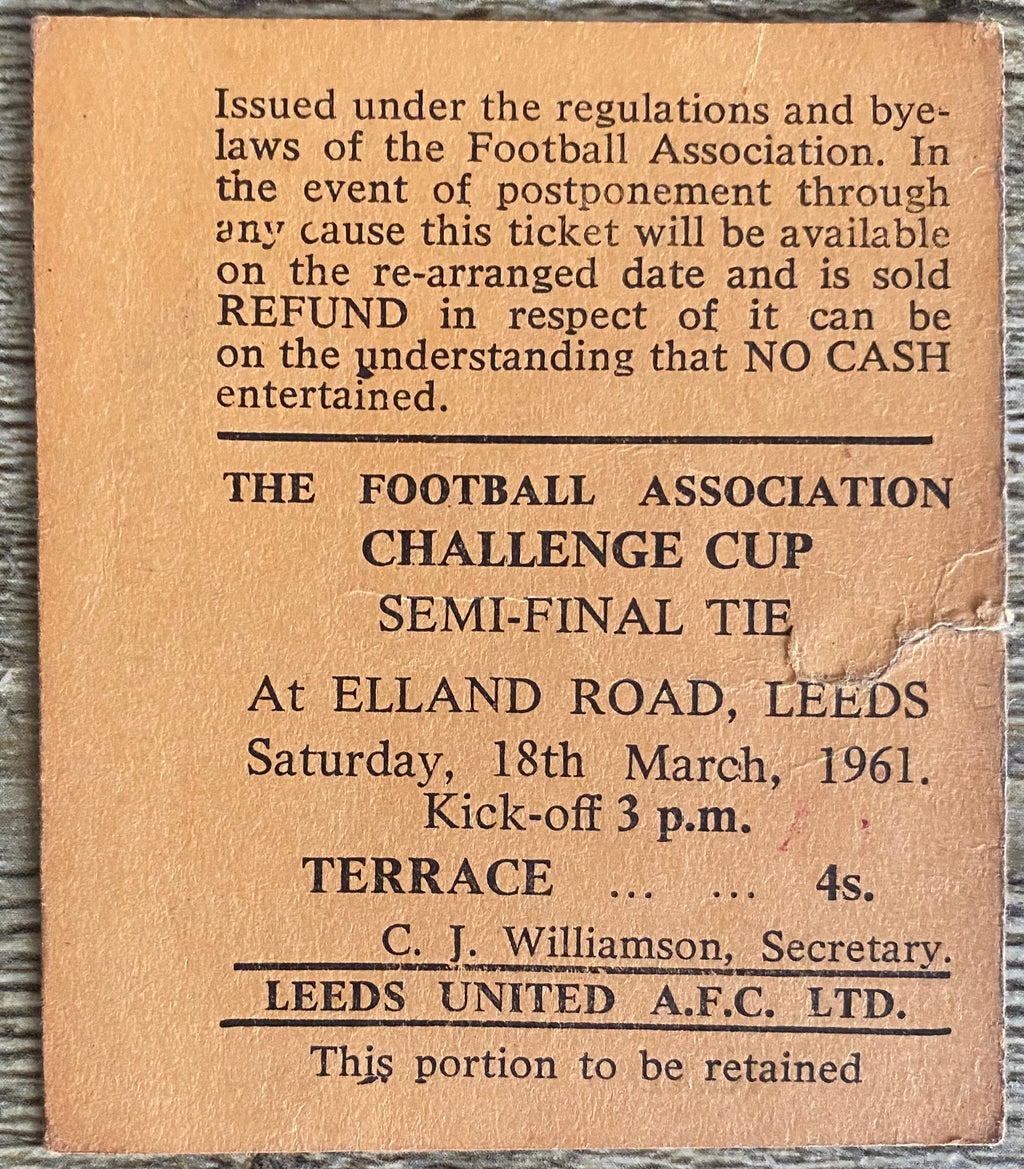 Issued under the regulations and bye-
laws of the Football Association. In
the event of postponement through
any cause this ticket will be available
on the re-arranged date and is sold
REFUND in respect of it can be
on the understanding that NO CASH
entertained.
THE FOOTBALL ASSOCIATION
CHALLENGE CUP
SEMI-FINAL TIE
At ELLAND ROAD, LEEDS
Saturday, 18th March, 1961.
Kick-off 3 p.m.
TERRACE ... ... 4s.
C. J. Williamson, Secretary.
LEEDS UNITED A.F.C. LTD.
This portion to be retained